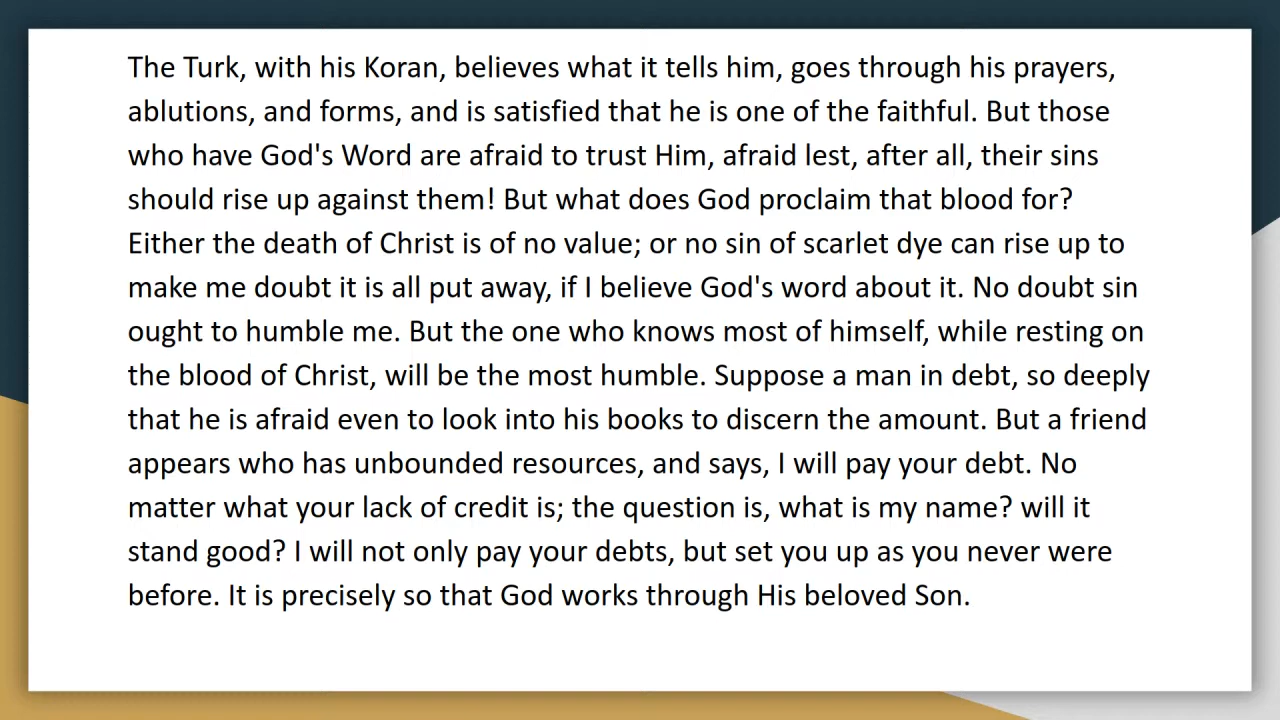 The Turk, with his Koran, believes what it tells him, goes through his prayers,
ablutions, and forms, and is satisfied that he is one of the faithful. But those
who have God's Word are afraid to trust Him, afraid lest, after all, their sins
should rise up against them! But what does God proclaim that blood for?
Either the death of Christ is of no value; or no sin of scarlet dye can rise up to
make me doubt it is all put away, if I believe God's word about it. No doubt sin
ought to humble me. But the one who knows most of himself, while resting on
the blood of Christ, will be the most humble. Suppose a man in debt, so deeply
that he is afraid even to look into his books to discern the amount. But a friend
appears who has unbounded resources, and says, I will pay your debt. No
matter what your lack of credit is; the question is, what is my name? will it
stand good? I will not only pay your debts, but set you up as you never were
before. It is precisely so that God works through His beloved Son.